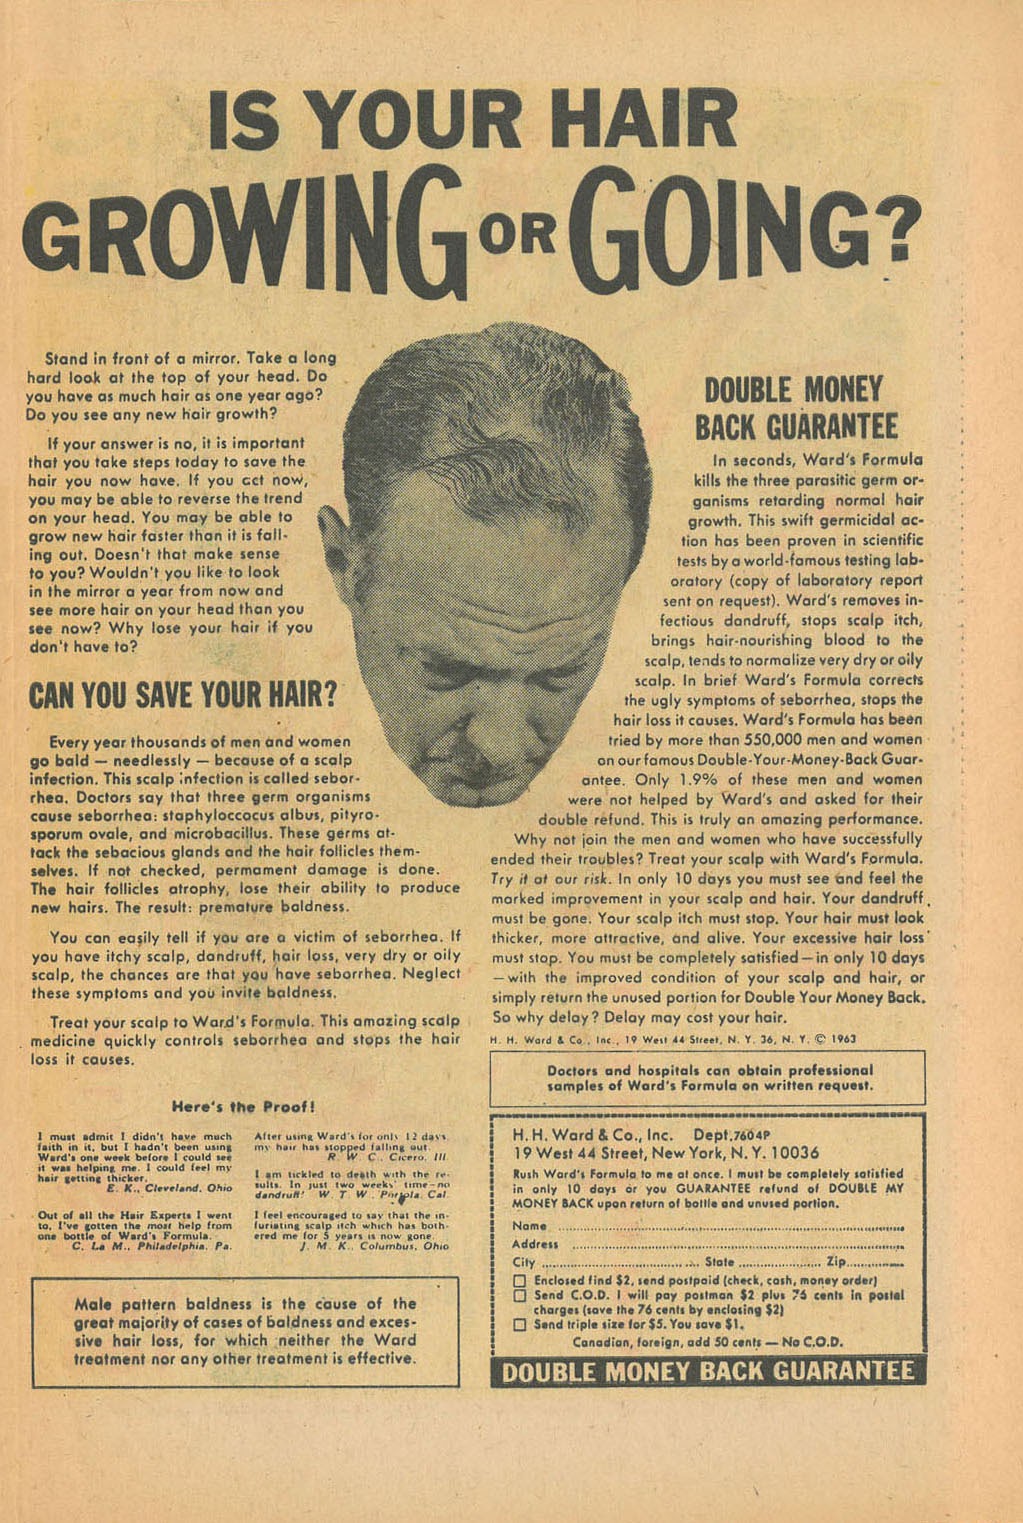 IS YOUR HAIR
GROWING OR GOING?
Stand in front of a mirror. Take a long
hard look at the top of your head. Do
you have as much hair as one year ago?
Do you see any new hair growth?
If your answer is no, it is important
that you take steps today to save the
hair you now have. If you act now,
you may be able to reverse the trend
on your head. You may be able to
grow new hair faster than it is fall-
ing out. Doesn't that make sense
to you? Wouldn't you like to look
in the mirror a year from now and
see more hair on your head than you
see now? Why lose your hair if you
don't have to?
CAN YOU SAVE YOUR HAIR?
Every year thousands of men and women
go bald — needlessly — because of a scalp
infection. This scalp infection is called sebor-
rhea. Doctors say that three germ organisms
cause seborrhea: staphyloccocus albus, pityro-
sporum ovale, and microbacillus. These germs at-
tack the sebacious glands and the hair follicles them-
selves. If not checked, permament damage is done.
The hair follicles atrophy, lose their ability to produce
new hairs. The result: premature baldness.
You can easily tell if you are a victim of seborrhea. If
you have itchy scalp, dandruff, hair loss, very dry or oily
scalp, the chances are that you have seborrhea. Neglect
these symptoms and you invite baldness.
Treat your scalp to Ward's Formula. This amazing scalp
medicine quickly controls seborrhea and stops the hair
loss it causes.
Here's the Proof!
I must admit I didn't have much
faith in it, but I hadn't been using
Ward's one week before I could see
it was helping me. I could feel my
hair getting thicker.
E. K., Cleveland, Ohio
Out of all the Hair Experts I went
to, I've gotten the most help from
one bottle of Ward's Formula.
C. La M., Philadelphia, Pa.
After using Ward's for only 12 days
my hair has stopped falling out.
R. W. C., Cicero, Ill.
I am tickled to death with the re-
sults. In just two weeks' time—no
dandruff! W. T. W., Cal.
I feel encouraged to say that the in-
furiating scalp itch which has both-
ered me for 5 years is now gone.
J. M. K., Columbus, Ohio
Male pattern baldness is the cause of the
great majority of cases of baldness and exces-
sive hair loss, for which neither the Ward
treatment nor any other treatment is effective.
DOUBLE MONEY
BACK GUARANTEE
In seconds, Ward's Formula
kills the three parasitic germ or-
ganisms retarding normal hair
growth. This swift germicidal ac-
tion has been proven in scientific
tests by a world-famous testing lab-
oratory (copy of laboratory report
sent on request). Ward's removes in-
fectious dandruff, stops scalp itch,
brings hair-nourishing blood to the
scalp, tends to normalize very dry or oily
scalp. In brief Ward's Formula corrects
the ugly symptoms of seborrhea, stops the
hair loss it causes. Ward's Formula has been
tried by more than 550,000 men and women
on our famous Double-Your-Money-Back Guar-
antee. Only 1.9% of these men and women
were not helped by Ward's and asked for their
double refund. This is truly an amazing performance.
Why not join the men and women who have successfully
ended their troubles? Treat your scalp with Ward's Formula.
Try it at our risk. In only 10 days you must see and feel the
marked improvement in your scalp and hair. Your dandruff
must be gone. Your scalp itch must stop. Your hair must look
thicker, more attractive, and alive. Your excessive hair loss
must stop. You must be completely satisfied—in only 10 days
—with the improved condition of your scalp and hair, or
simply return the unused portion for Double Your Money Back.
So why delay? Delay may cost your hair.
H. H. Ward & Co., Inc., 19 West 44 Street, N. Y. 36, N. Y. © 1963
Doctors and hospitals can obtain professional
samples of Ward's Formula on written request.
H. H. Ward & Co., Inc. Dept. 7604P
19 West 44 Street, New York, N. Y. 10036
Rush Ward's Formula to me at once. I must be completely satisfied
in only 10 days or you GUARANTEE refund of DOUBLE MY
MONEY BACK upon return of bottle and unused portion.
Name
Address
City State Zip
Enclosed find $2, send postpaid (check, cash, money order)
Send C.O.D. I will pay postman $2 plus 76 cents in postal
charges (save the 76 cents by enclosing $2)
Send triple size for $5. You save $1.
Canadian, foreign, add 50 cents — No C.O.D.
DOUBLE MONEY BACK GUARANTEE